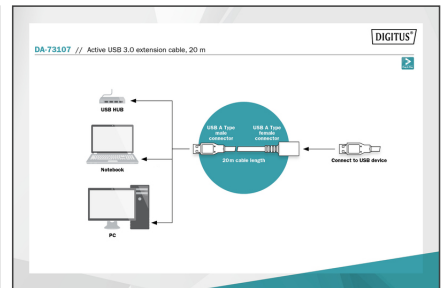 DIGITUS®
DA-73107 // Active USB 3.0 extension cable, 20 m
USB HUB
USB A Type
male
connector
USB A Type
female
connector
20m cable length
Notebook
Connect to USB device
PC